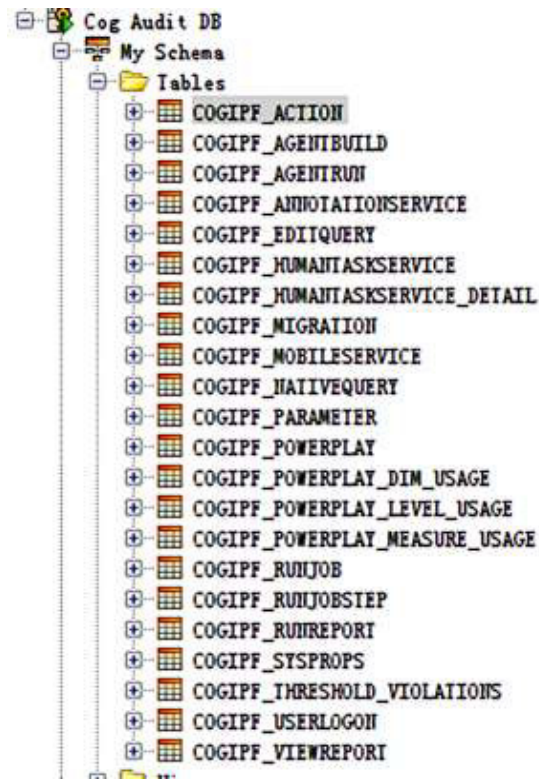 Cog Audit DB
My Schema
Tables
COGIPF_ACTION
COGIPF_AGENTBUILD
COGIPF_AGENTRUN
COGIPF_ANNOTATIONSERVICE
COGIPF_EDITQUERY
COGIPF_HUMANTASKSERVICE
COGIPF_HUMANTASKSERVICE_DETAIL
COGIPF_MIGRATION
COGIPF_MOBILESERVICE
COGIPF_NATIVEQUERY
COGIPF_PARAMETER
COGIPF_POWERPLAY
COGIPF_POWERPLAY_DIM_USAGE
COGIPF_POWERPLAY_LEVEL_USAGE
COGIPF_POWERPLAY_MEASURE_USAGE
COGIPF_RUNJOB
COGIPF_RUNJOBSTEP
COGIPF_RUNREPORT
COGIPF_SYSPROPS
COGIPF_THRESHOLD_VIOLATIONS
COGIPF_USERLOGON
COGIPF_VIEWREPORT